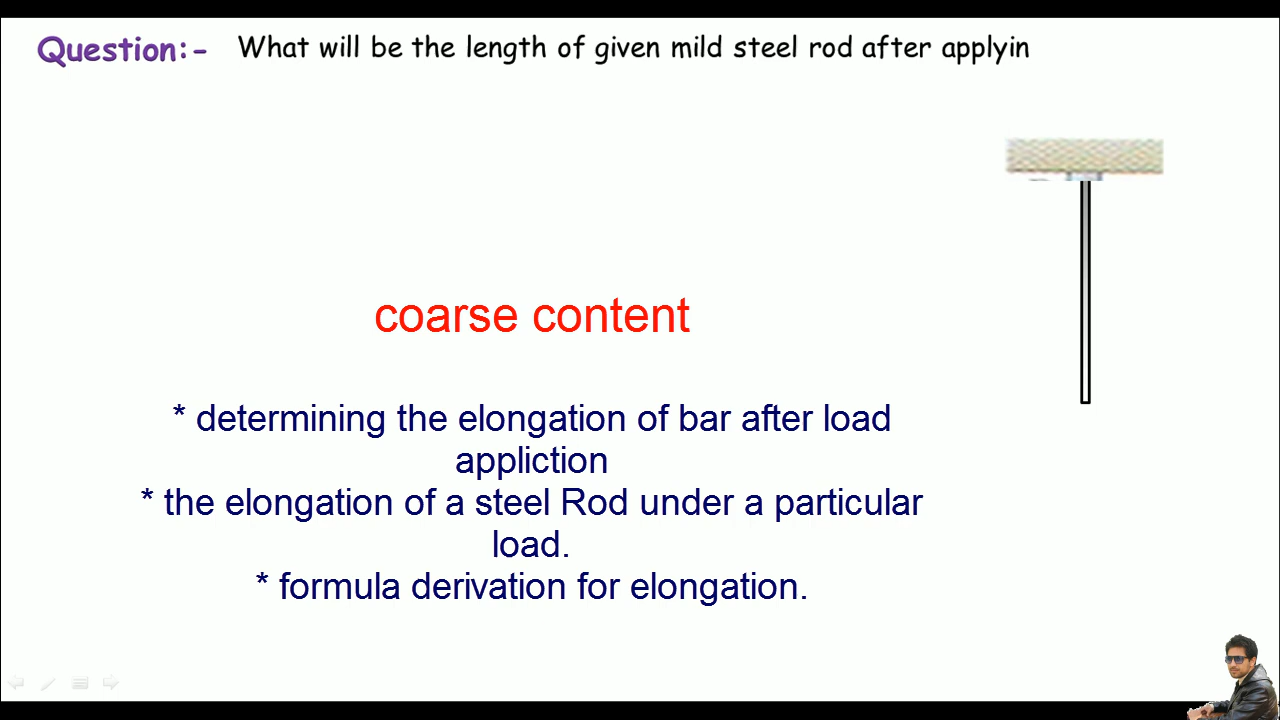 Question:- What will be the length of given mild steel rod after applyin
coarse content
* determining the elongation of bar after load
appliction
* the elongation of a steel Rod under a particular
load.
* formula derivation for elongation.